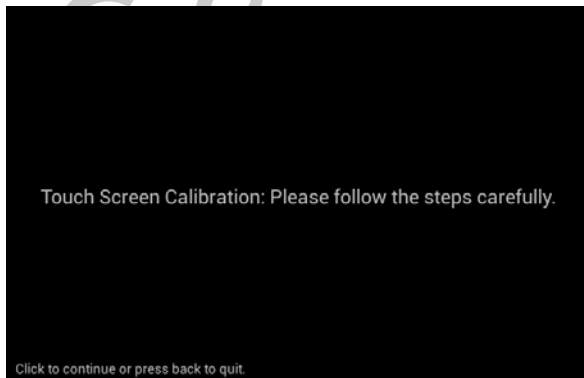 Touch Screen Calibration: Please follow the steps carefully.
Click to continue or press back to quit.